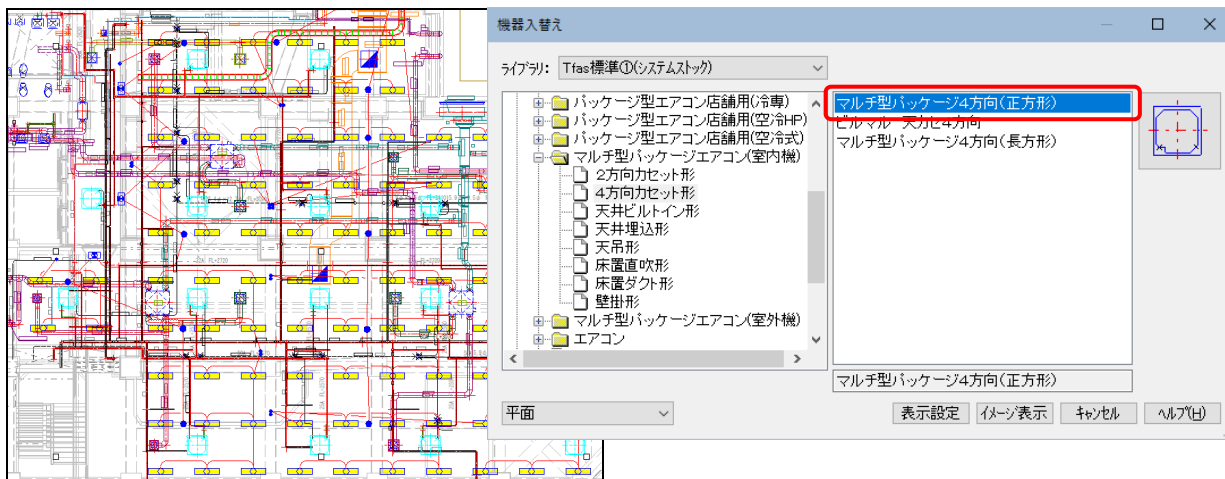 機器入替え
ライブラリ: Tfas標準①(システムストック)
パッケージ型エアコン店舗用(冷専)
パッケージ型エアコン店舗用(空冷HP)
パッケージ型エアコン店舗用(空冷式)
マルチ型パッケージエアコン(室内機)
2方向カセット形
4方向カセット形
天井ビルトイン形
天井埋込形
天吊形
床置直吹形
床置ダクト形
壁掛形
マルチ型パッケージエアコン(室外機)
エアコン
マルチ型パッケージ4方向(正方形)
ビルマル 天カセ4方向
マルチ型パッケージ4方向(長方形)
マルチ型パッケージ4方向(正方形)
平面
表示設定 イメージ表示 キャンセル ヘルプ(H)